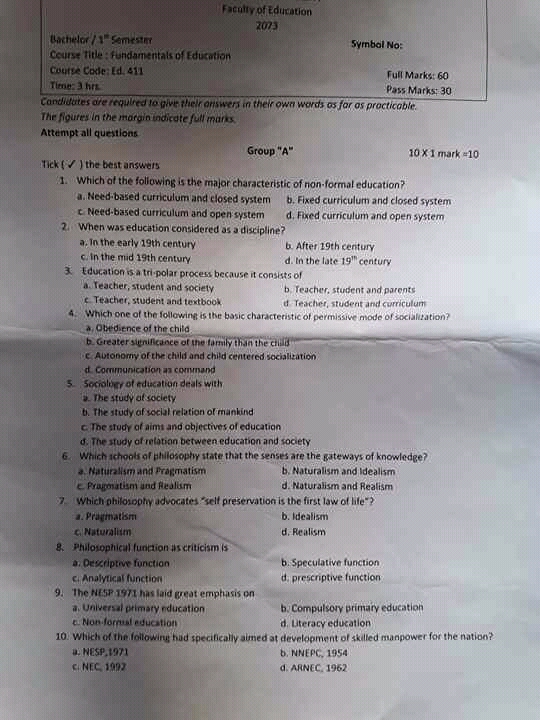 Faculty of Education
2073
Bachelor / 1st Semester
Symbol No:
Course Title : Fundamentals of Education
Course Code: Ed. 411
Full Marks: 60
Time: 3 hrs.
Pass Marks: 30
Candidates are required to give their answers in their own words as far as practicable.
The figures in the margin indicate full marks.
Attempt all questions
Group "A"
10 X 1 mark =10
Tick ( ✓ ) the best answers
1. Which of the following is the major characteristic of non-formal education?
a. Need-based curriculum and closed system b. Fixed curriculum and closed system
c. Need-based curriculum and open system d. Fixed curriculum and open system
2. When was education considered as a discipline?
a. In the early 19th century b. After 19th century
c. In the mid 19th century d. In the late 19th century
3. Education is a tri-polar process because it consists of
a. Teacher, student and society b. Teacher, student and parents
c. Teacher, student and textbook d. Teacher, student and curriculum
4. Which one of the following is the basic characteristic of permissive mode of socialization?
a. Obedience of the child
b. Greater significance of the family than the child
c. Autonomy of the child and child centered socialization
d. Communication as command
5. Sociology of education deals with
a. The study of society
b. The study of social relation of mankind
c. The study of aims and objectives of education
d. The study of relation between education and society
6. Which schools of philosophy state that the senses are the gateways of knowledge?
a. Naturalism and Pragmatism b. Naturalism and Idealism
c. Pragmatism and Realism d. Naturalism and Realism
7. Which philosophy advocates "self preservation is the first law of life"?
a. Pragmatism b. Idealism
c. Naturalism d. Realism
8. Philosophical function as criticism is
a. Descriptive function b. Speculative function
c. Analytical function d. prescriptive function
9. The NESP 1971 has laid great emphasis on
a. Universal primary education b. Compulsory primary education
c. Non-formal education d. Literacy education
10. Which of the following had specifically aimed at development of skilled manpower for the nation?
a. NESP,1971 b. NNEPC, 1954
c. NEC, 1992 d. ARNEC, 1962